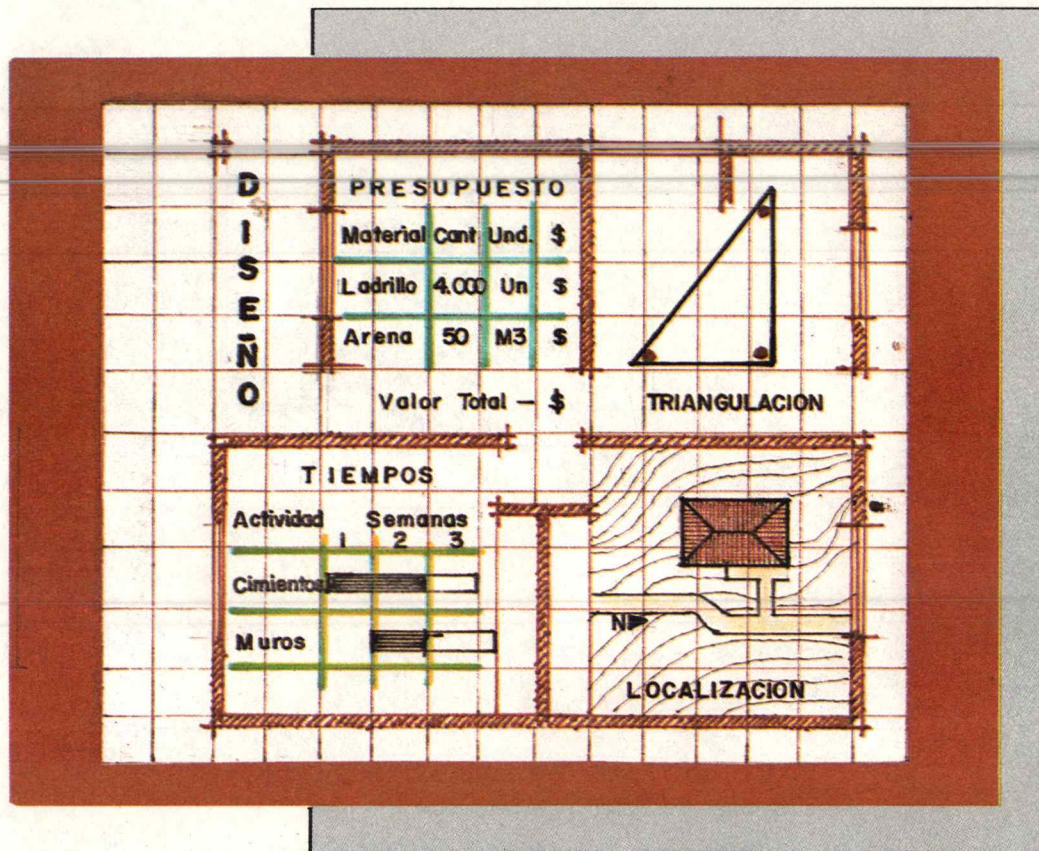 DISEÑO
PRESUPUESTO
Material Cant Und. $
Ladrillo 4.000 Un $
Arena 50 M3 $
Valor Total - $
TRIANGULACION
TIEMPOS
Actividad Semanas
1 2 3
Cimientos
Muros
N
LOCALIZACION